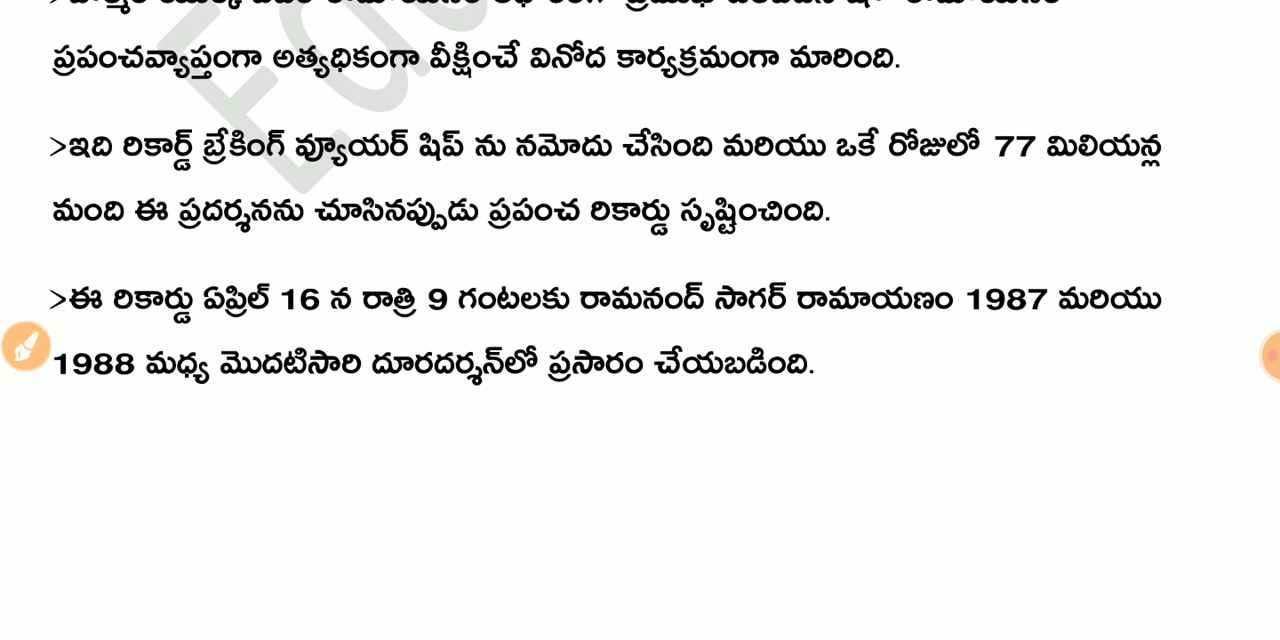 ప్రపంచవ్యాప్తంగా అత్యధికంగా వీక్షించే వినోద కార్యక్రమంగా మారింది.
>ఇది రికార్డ్ బ్రేకింగ్ వ్యూయర్ షిప్ ను నమోదు చేసింది మరియు ఒకే రోజులో 77 మిలియన్ల
మంది ఈ ప్రదర్శనను చూసినప్పుడు ప్రపంచ రికార్డు సృష్టించింది.
>ఈ రికార్డు ఏప్రిల్ 16 న రాత్రి 9 గంటలకు రామనంద్ సాగర్ రామాయణం 1987 మరియు
1988 మధ్య మొదటిసారి దూరదర్శన్‌లో ప్రసారం చేయబడింది.